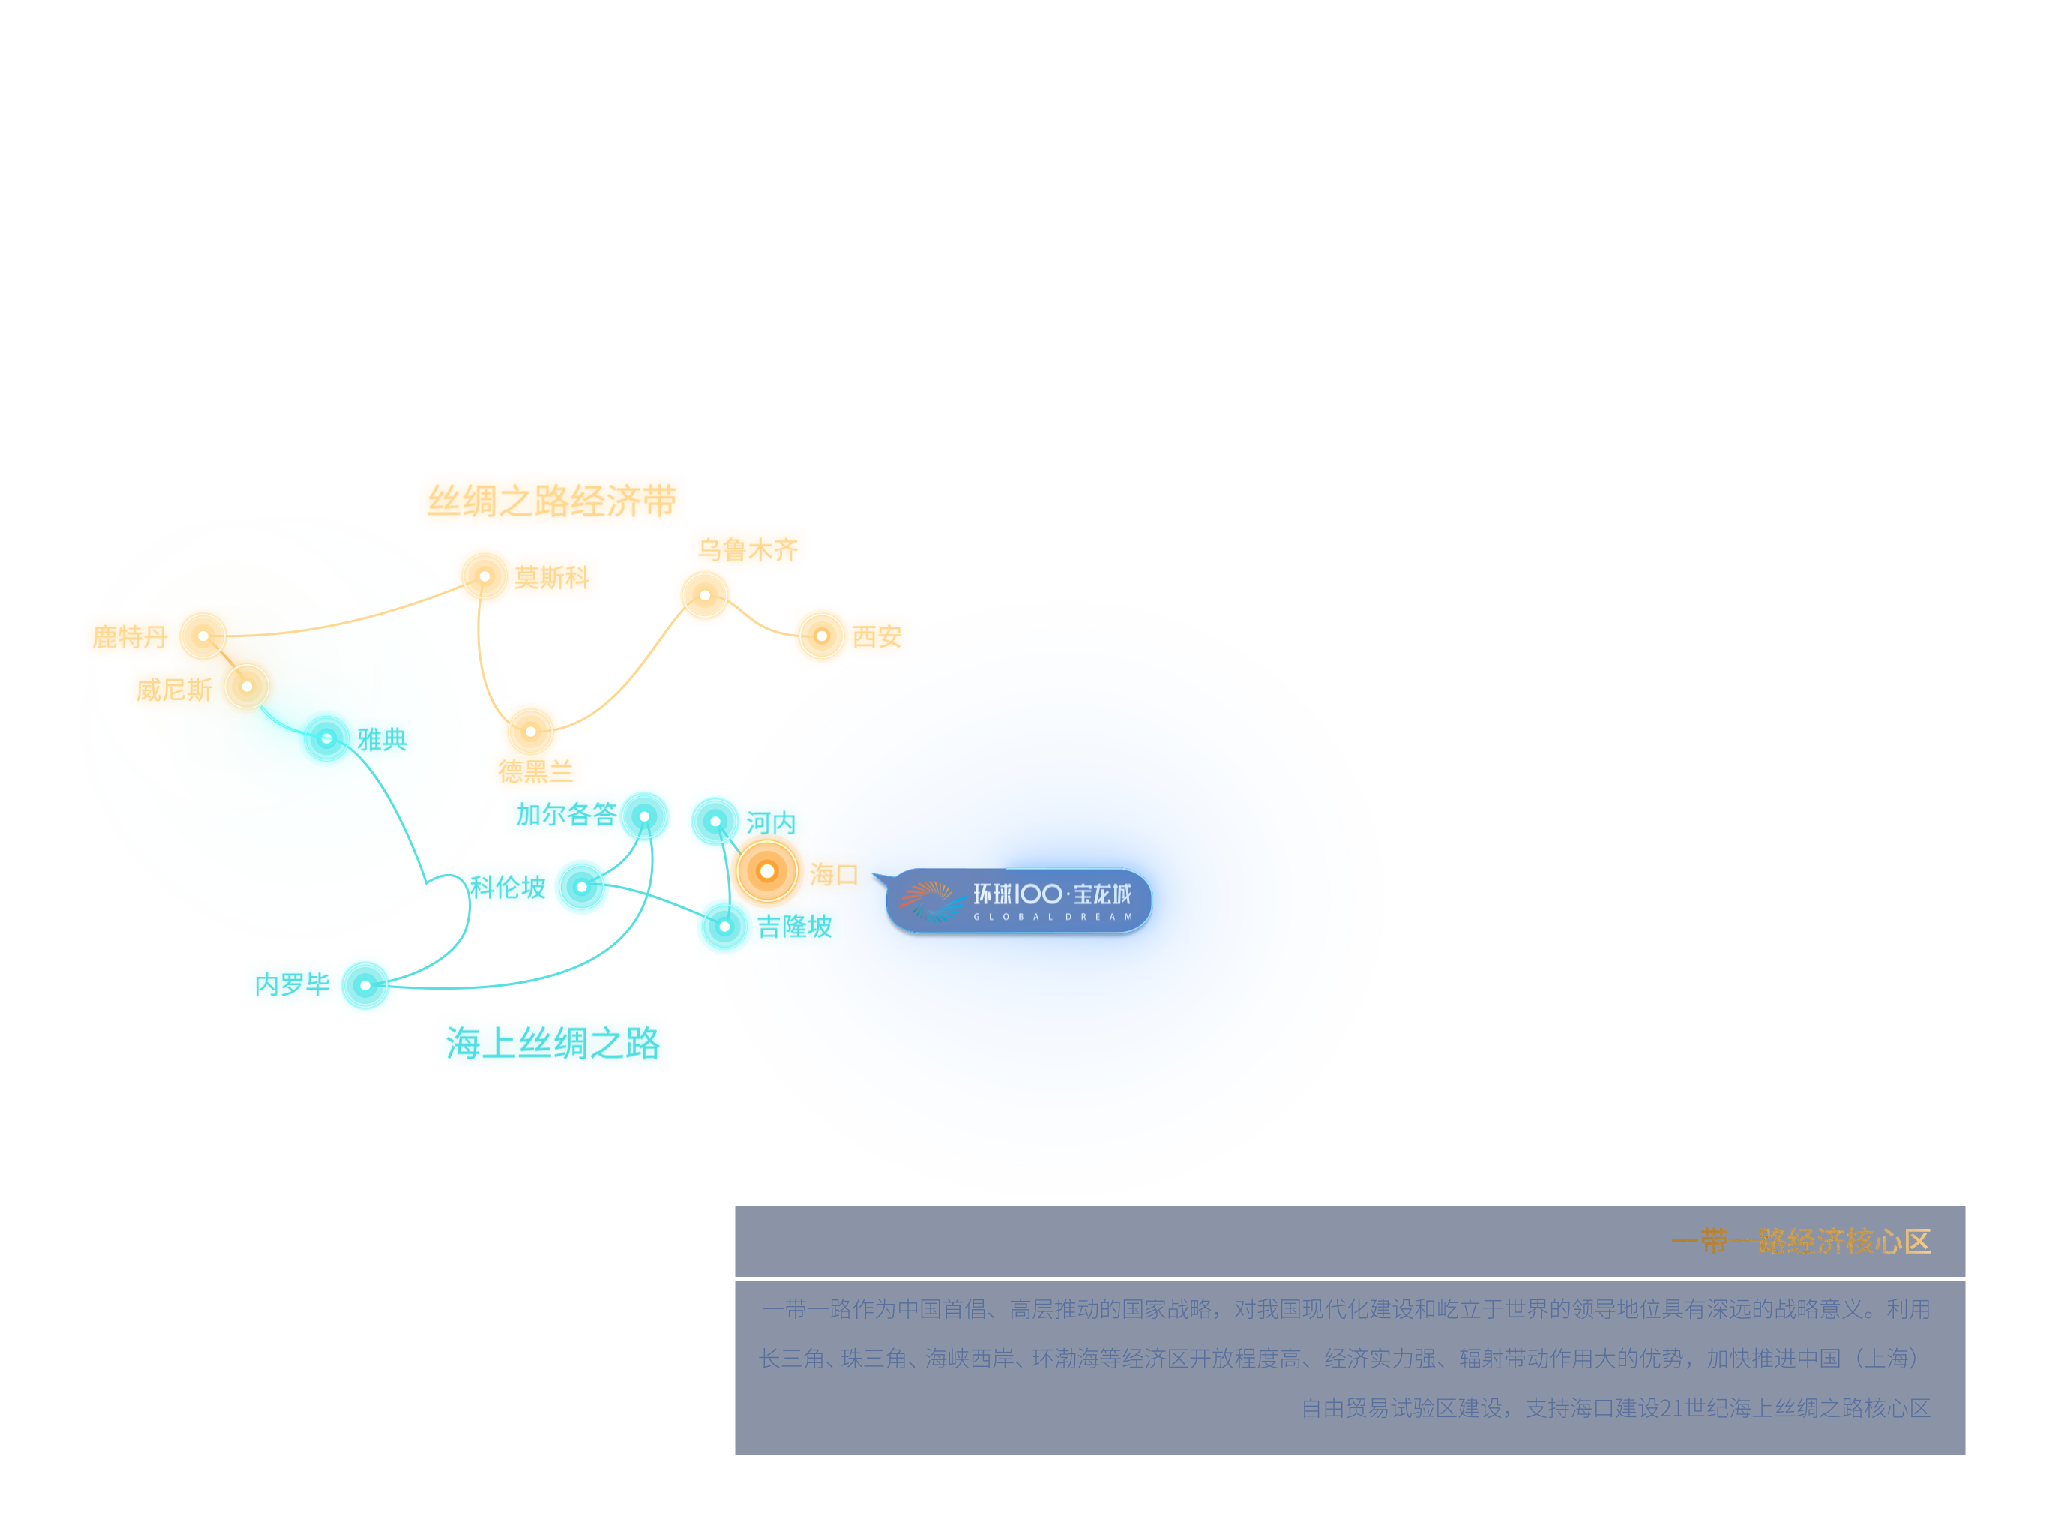 丝绸之路经济带
乌鲁木齐
莫斯科
鹿特丹
西安
威尼斯
雅典
德黑兰
加尔各答
河内
海口
科伦坡
环球100·宝龙城
GLOBAL DREAM
吉隆坡
内罗毕
海上丝绸之路
一带一路经济核心区
一带一路作为中国首倡、高层推动的国家战略，对我国现代化建设和屹立于世界的领导地位具有深远的战略意义。利用
长三角、珠三角、海峡西岸、环渤海等经济区开放程度高、经济实力强、辐射带动作用大的优势，加快推进中国（上海）
自由贸易试验区建设，支持海口建设21世纪海上丝绸之路核心区